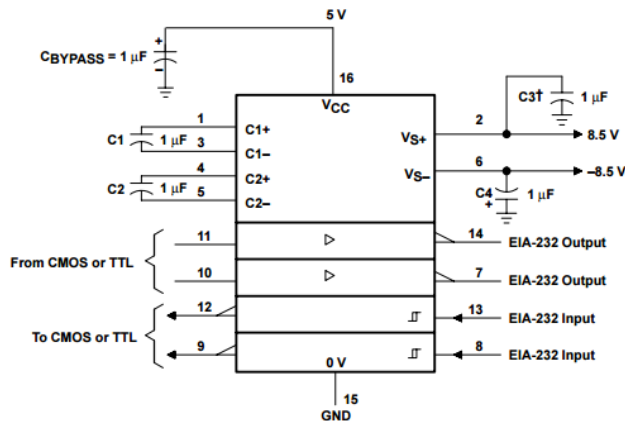 5 V
CBYPASS = 1 μF
+
–
16
VCC
1
C1+
C1
1 μF
3
C1–
4
C2+
C2
1 μF
5
C2–
2
VS+
C3†
1 μF
8.5 V
6
VS–
–8.5 V
C4
+
1 μF
From CMOS or TTL
11
14
EIA-232 Output
10
7
EIA-232 Output
To CMOS or TTL
12
13
EIA-232 Input
9
8
EIA-232 Input
0 V
15
GND